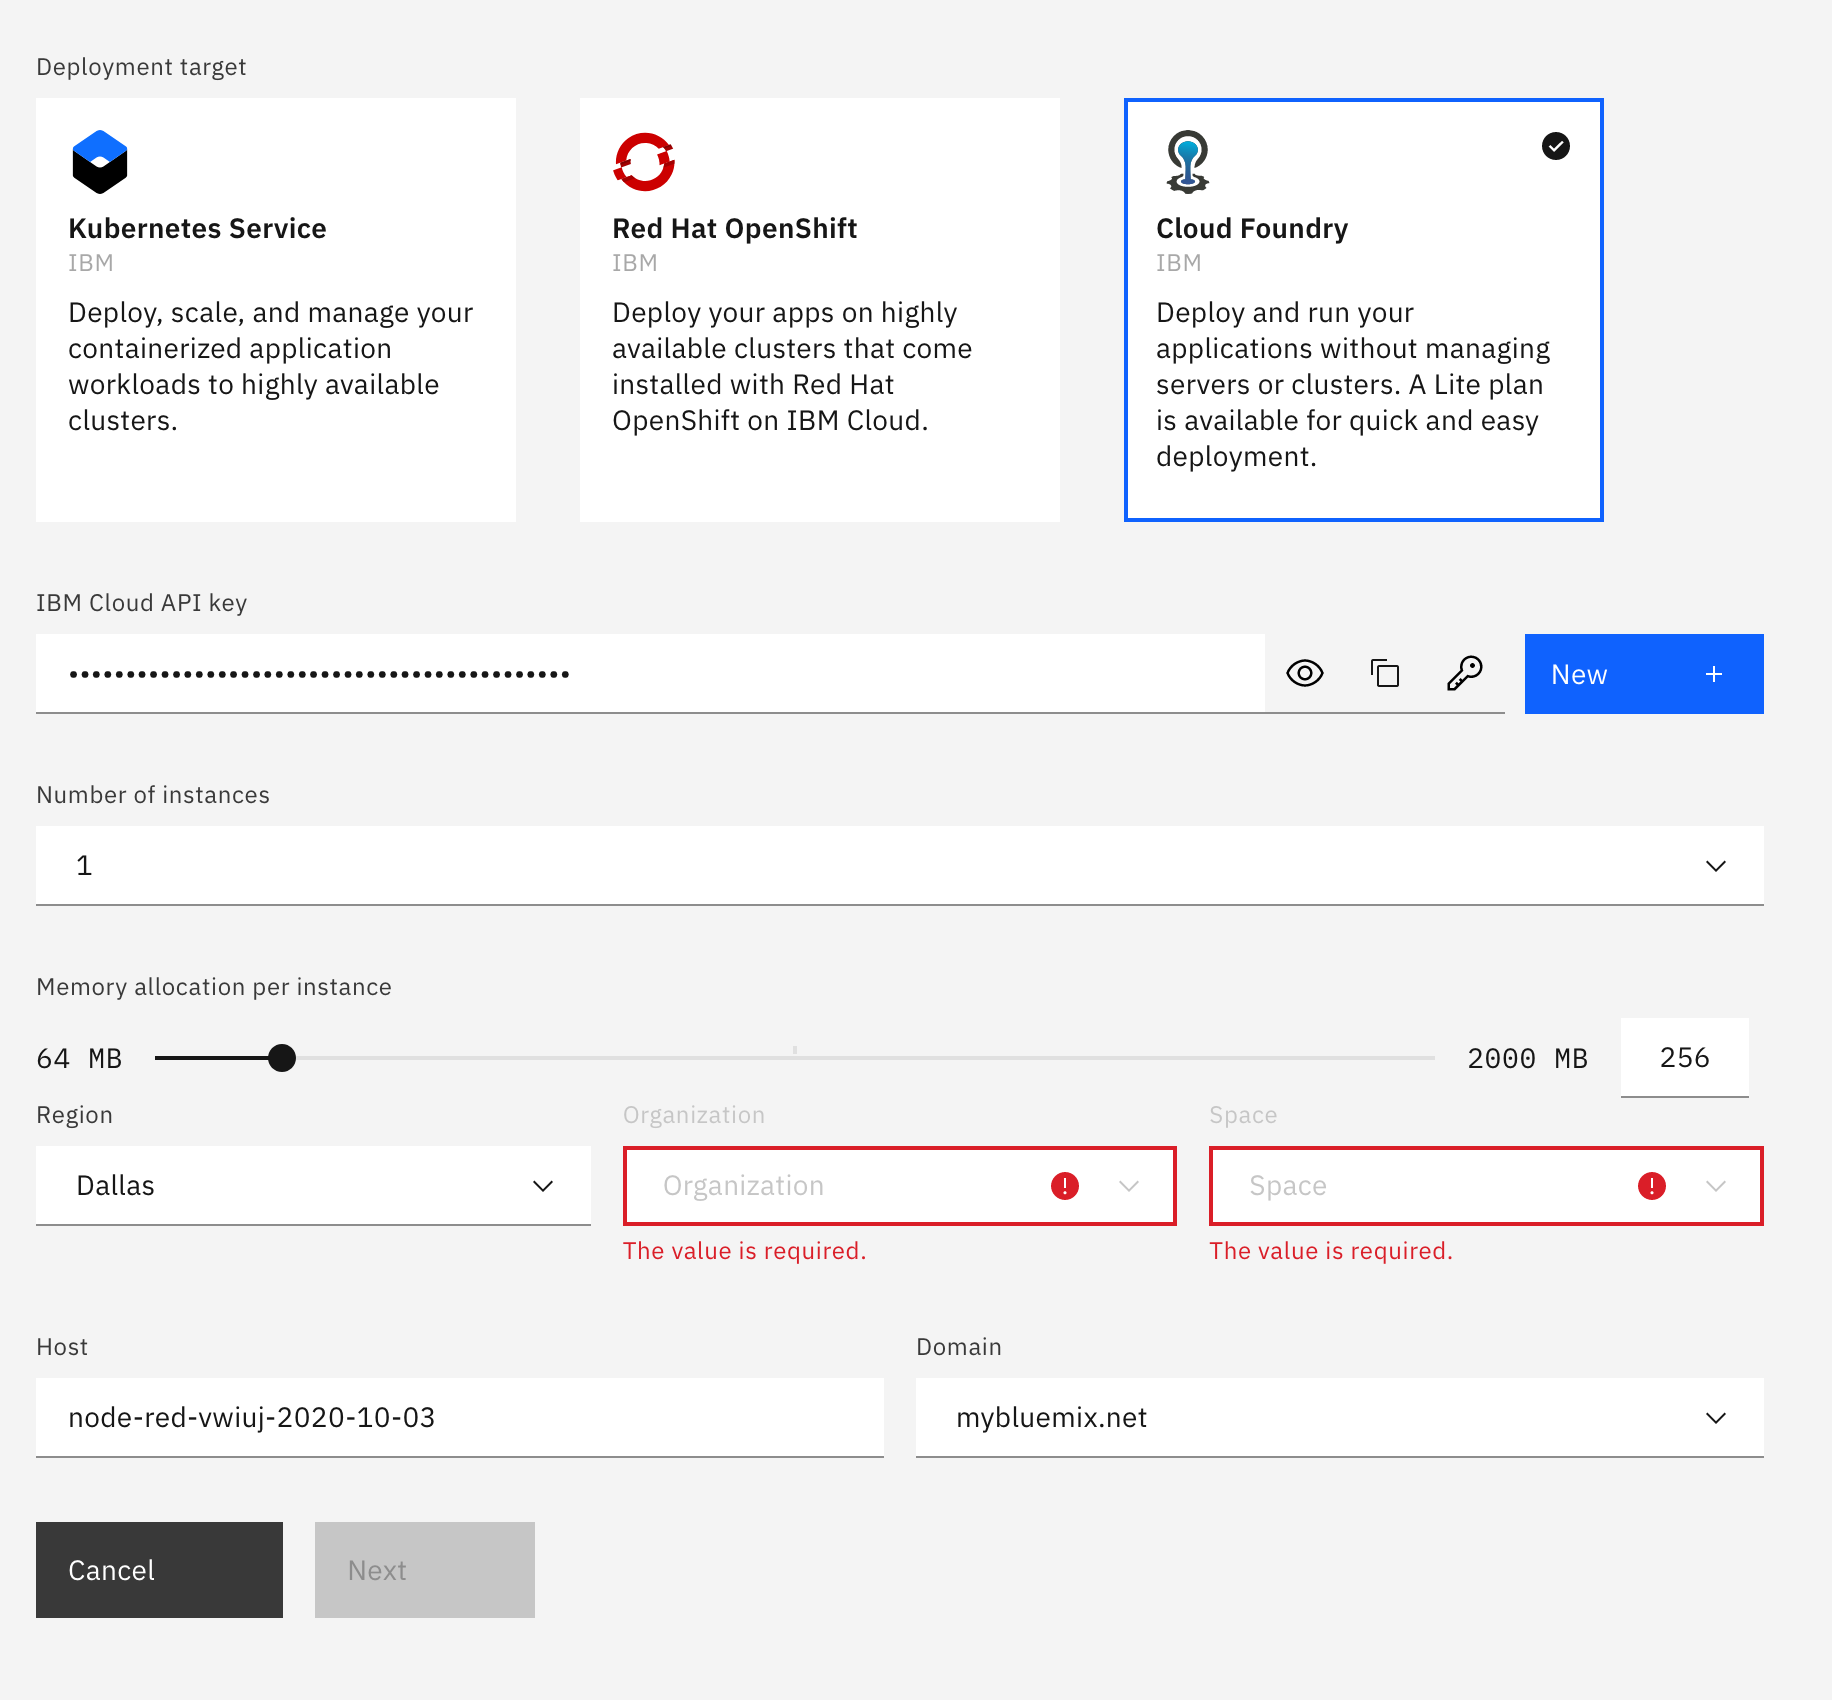 Deployment target
Kubernetes Service
IBM
Deploy, scale, and manage your
containerized application
workloads to highly available
clusters.
Red Hat OpenShift
IBM
Deploy your apps on highly
available clusters that come
installed with Red Hat
OpenShift on IBM Cloud.
Cloud Foundry
IBM
Deploy and run your
applications without managing
servers or clusters. A Lite plan
is available for quick and easy
deployment.
IBM Cloud API key
••••••••••••••••••••••••••••••••••••••••••••
New +
Number of instances
1
Memory allocation per instance
64 MB 2000 MB 256
Region Organization Space
Dallas Organization Space
The value is required. The value is required.
Host Domain
node-red-vwiuj-2020-10-03 mybluemix.net
Cancel Next